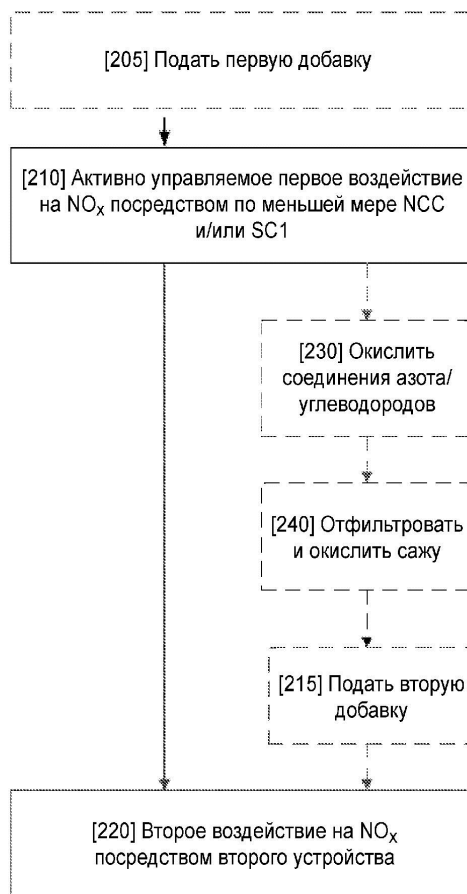 [205] Подать первую добавку
[210] Активно управляемое первое воздействие
на NOx посредством по меньшей мере NCC
и/или SC1
[230] Окислить
соединения азота/
углеводородов
[240] Отфильтровать
и окислить сажу
[215] Подать вторую
добавку
[220] Второе воздействие на NOx
посредством второго устройства